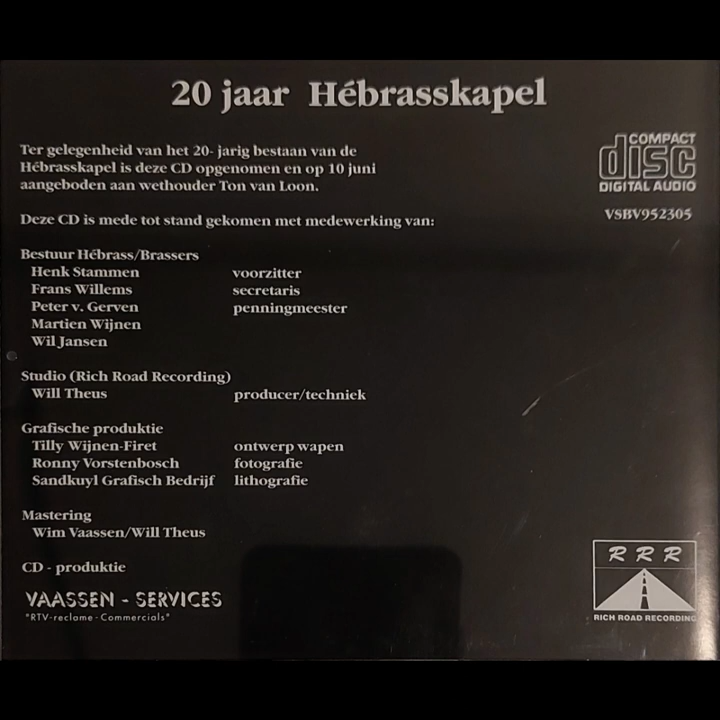 20 jaar Hébrasskapel
Ter gelegenheid van het 20- jarig bestaan van de
Hébrasskapel is deze CD opgenomen en op 10 juni
aangeboden aan wethouder Ton van Loon.
COMPACT
disc
DIGITAL AUDIO
VSBV952305
Deze CD is mede tot stand gekomen met medewerking van:
Bestuur Hébrass/Brassers
Henk Stammen voorzitter
Frans Willems secretaris
Peter v. Gerven penningmeester
Martien Wijnen
Wil Jansen
Studio (Rich Road Recording)
Will Theus producer/techniek
Grafische produktie
Tilly Wijnen-Firet ontwerp wapen
Ronny Vorstenbosch fotografie
Sandkuyl Grafisch Bedrijf lithografie
Mastering
Wim Vaassen/Will Theus
CD - produktie
VAASSEN - SERVICES
"RTV-reclame - Commercials"
R R R
RICH ROAD RECORDING